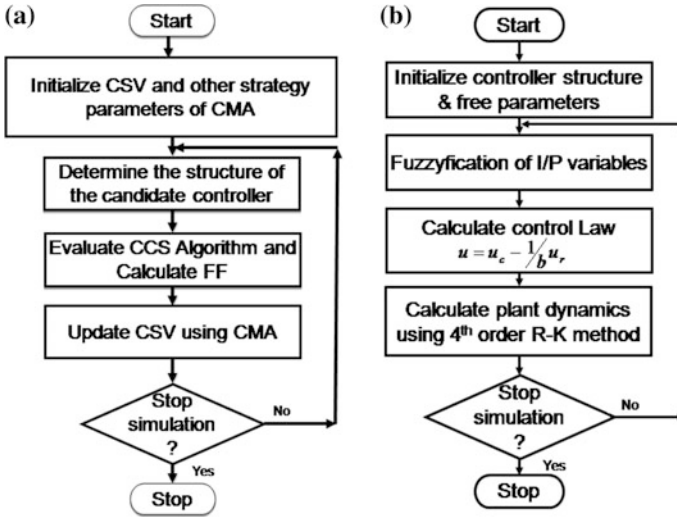 (a)
Start
Initialize CSV and other strategy
parameters of CMA
Determine the structure of
the candidate controller
Evaluate CCS Algorithm and
Calculate FF
Update CSV using CMA
Stop
simulation
?
No
Yes
Stop
(b)
Start
Initialize controller structure
& free parameters
Fuzzyfication of I/P variables
Calculate control Law
u = u_c − 1/b u_r
Calculate plant dynamics
using 4th order R-K method
Stop
simulation
?
No
Yes
Stop